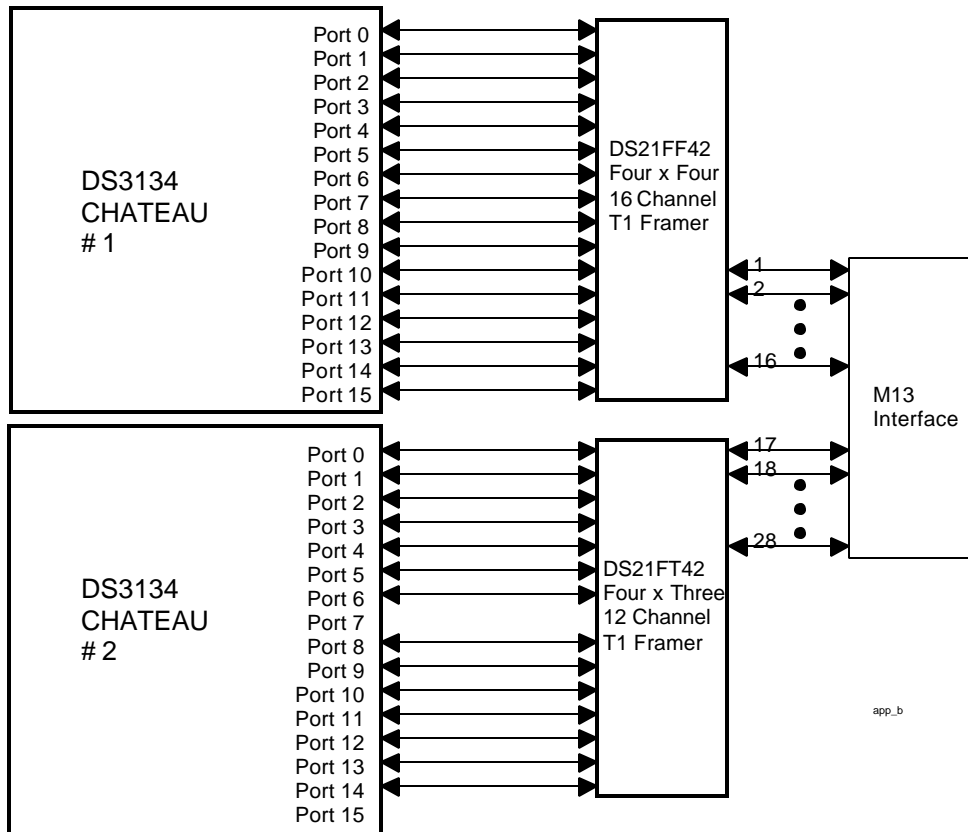 DS3134
CHATEAU
# 1
Port 0
Port 1
Port 2
Port 3
Port 4
Port 5
Port 6
Port 7
Port 8
Port 9
Port 10
Port 11
Port 12
Port 13
Port 14
Port 15
DS21FF42
Four x Four
16 Channel
T1 Framer
1
2
16
M13
Interface
DS3134
CHATEAU
# 2
Port 0
Port 1
Port 2
Port 3
Port 4
Port 5
Port 6
Port 7
Port 8
Port 9
Port 10
Port 11
Port 12
Port 13
Port 14
Port 15
DS21FT42
Four x Three
12 Channel
T1 Framer
17
18
28
app_b